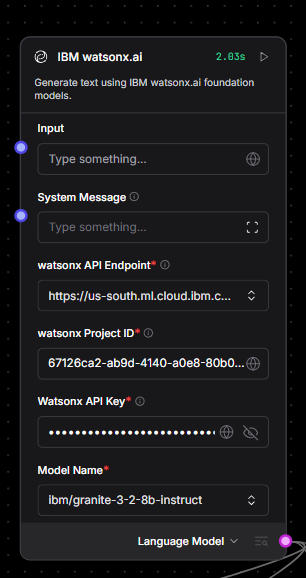 IBM watsonx.ai
2.03s
Generate text using IBM watsonx.ai foundation
models.
Input
Type something...
System Message
Type something...
watsonx API Endpoint*
https://us-south.ml.cloud.ibm.c...
watsonx Project ID*
67126ca2-ab9d-4140-a0e8-80b0...
Watsonx API Key*
••••••••••••••••••••••••••••
Model Name*
ibm/granite-3-2-8b-instruct
Language Model